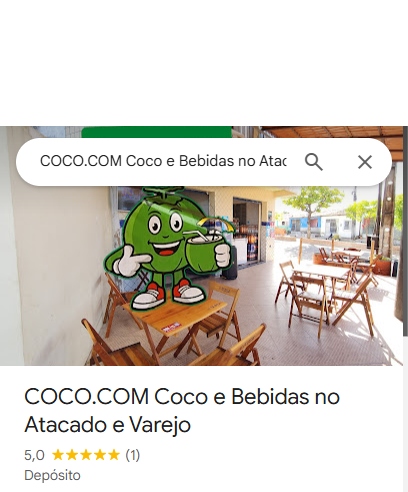 COCO.COM Coco e Bebidas no Atac
COCO.COM Coco e Bebidas no
Atacado e Varejo
5,0 (1)
Depósito